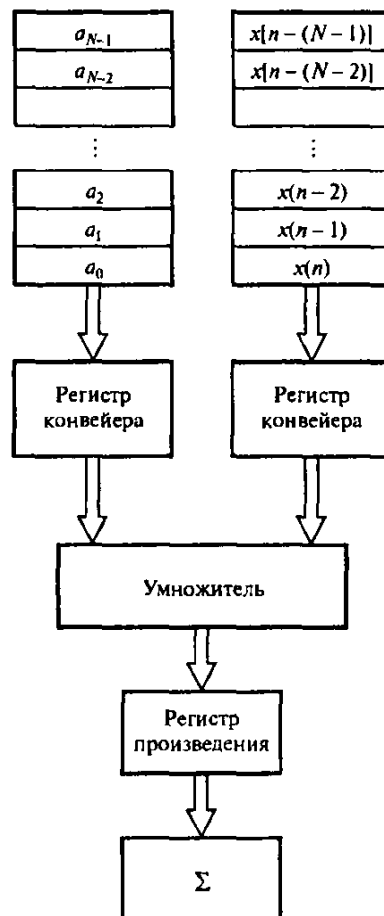 a_{N-1} x[n − (N − 1)]
a_{N-2} x[n − (N − 2)]
⋮ ⋮
a_2 x(n − 2)
a_1 x(n − 1)
a_0 x(n)
Регистр
конвейера
Регистр
конвейера
Умножитель
Регистр
произведения
Σ